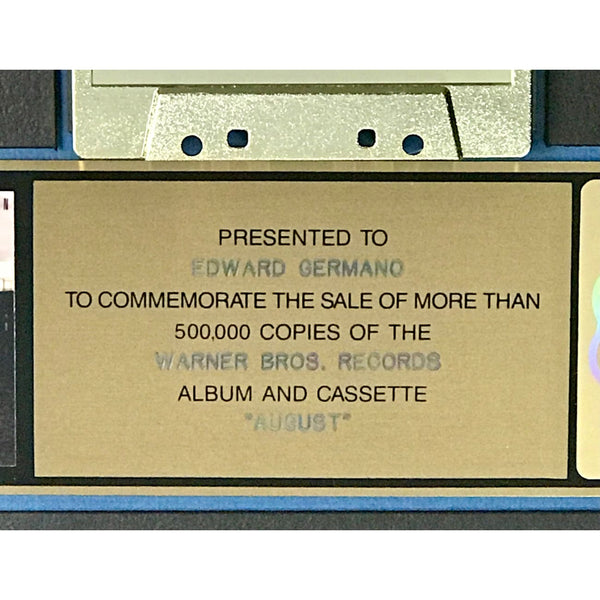 PRESENTED TO
EDWARD GERMANO
TO COMMEMORATE THE SALE OF MORE THAN
500,000 COPIES OF THE
WARNER BROS. RECORDS
ALBUM AND CASSETTE
"AUGUST"